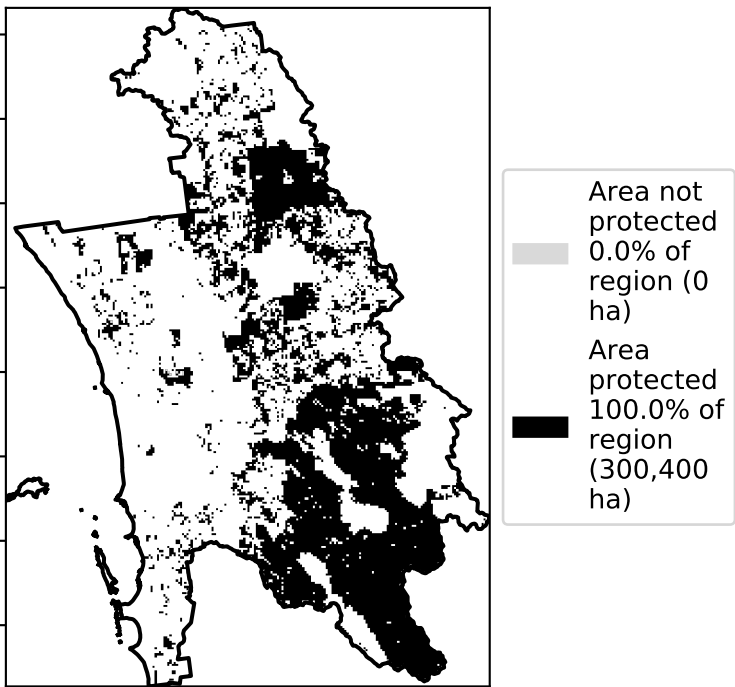 Area not
protected
0.0% of
region (0
ha)
Area
protected
100.0% of
region
(300,400
ha)